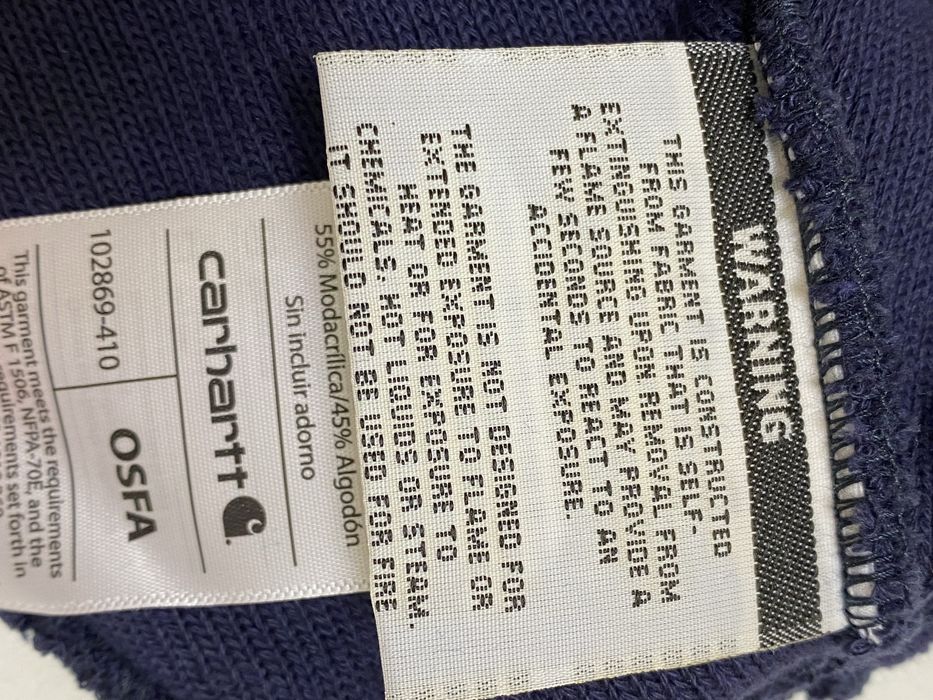 WARNING
THIS GARMENT IS CONSTRUCTED
FROM FABRIC THAT IS SELF-
EXTINGUISHING UPON REMOVAL FROM
A FLAME SOURCE AND MAY PROVIDE A
FEW SECONDS TO REACT TO AN
ACCIDENTAL EXPOSURE.
THE GARMENT IS NOT DESIGNED FOR
EXTENDED EXPOSURE TO FLAME OR
HEAT OR FOR EXPOSURE TO
CHEMICALS, HOT LIQUIDS OR STEAM.
IT SHOULD NOT BE USED FOR FIRE
55% Modacrílica/45% Algodón
Sin incluir adorno
carhartt
102869-410
OSFA
This garment meets the requirements
of ASTM F 1506, NFPA-70E, and the
requirements set forth in